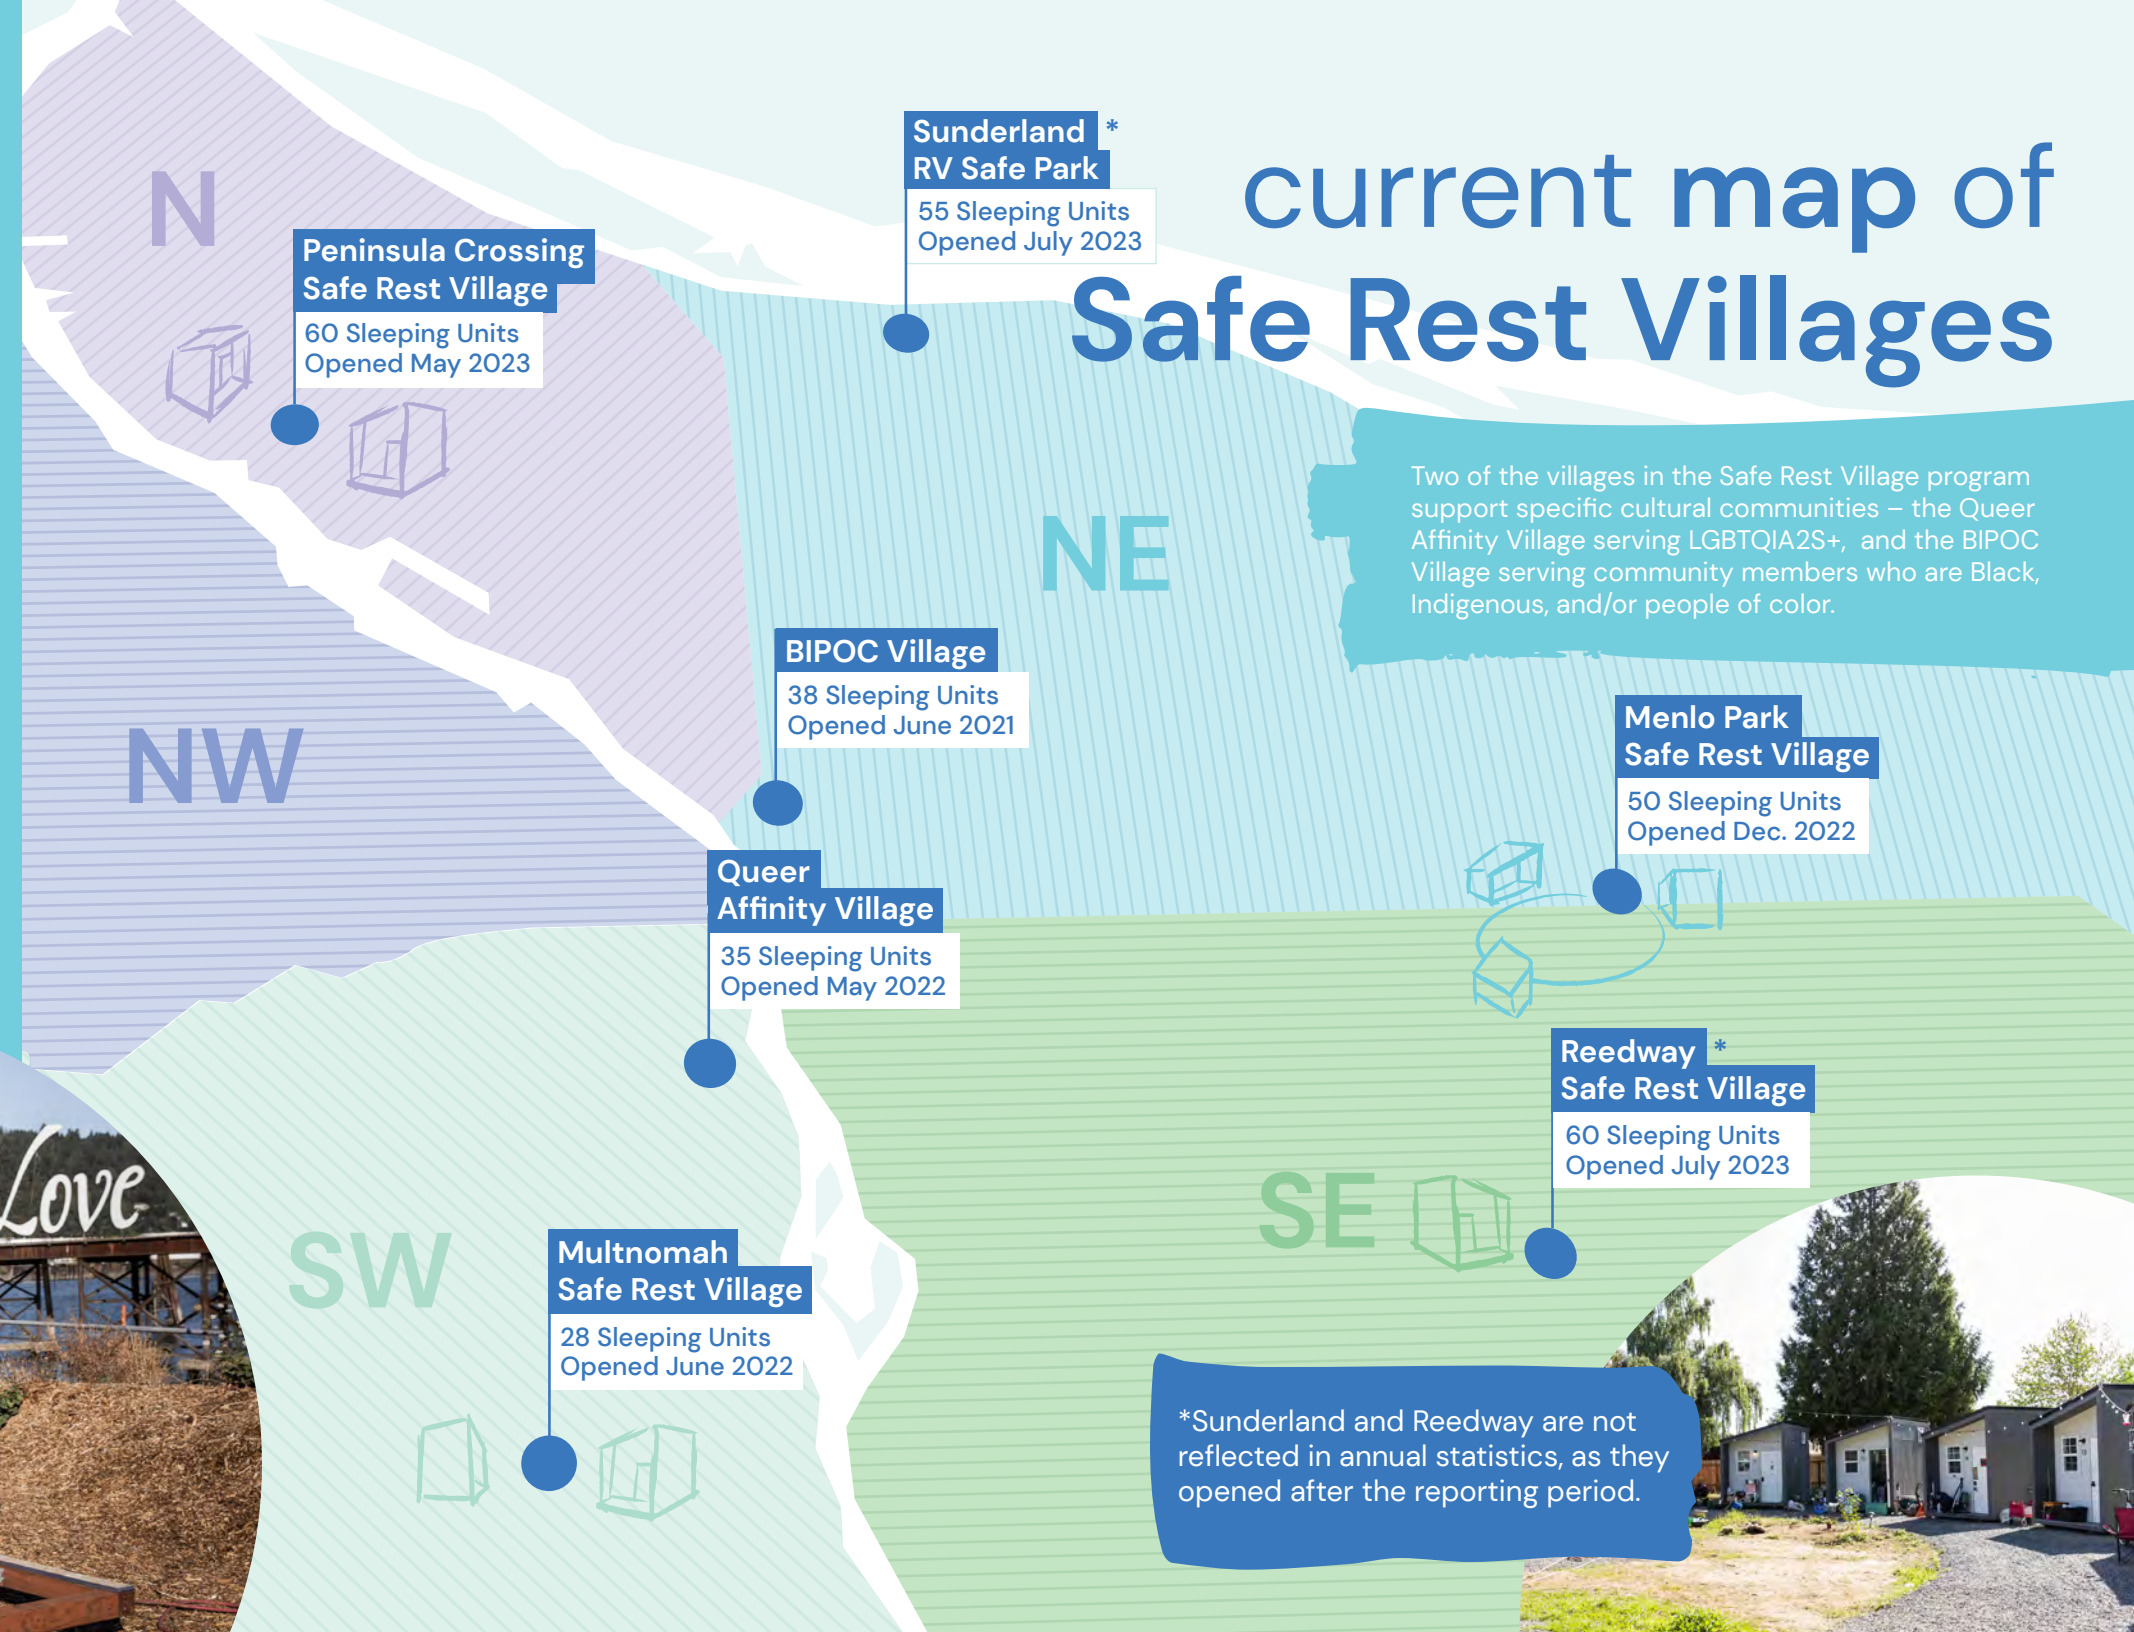 current map of
Safe Rest Villages
Sunderland *
RV Safe Park
55 Sleeping Units
Opened July 2023
N
Peninsula Crossing
Safe Rest Village
60 Sleeping Units
Opened May 2023
Two of the villages in the Safe Rest Village program
support specific cultural communities – the Queer
Affinity Village serving LGBTQIA2S+, and the BIPOC
Village serving community members who are Black,
Indigenous, and/or people of color.
NE
BIPOC Village
38 Sleeping Units
Opened June 2021
NW
Menlo Park
Safe Rest Village
50 Sleeping Units
Opened Dec. 2022
Queer
Affinity Village
35 Sleeping Units
Opened May 2022
Reedway *
Safe Rest Village
60 Sleeping Units
Opened July 2023
Love
SE
SW
Multnomah
Safe Rest Village
28 Sleeping Units
Opened June 2022
*Sunderland and Reedway are not
reflected in annual statistics, as they
opened after the reporting period.